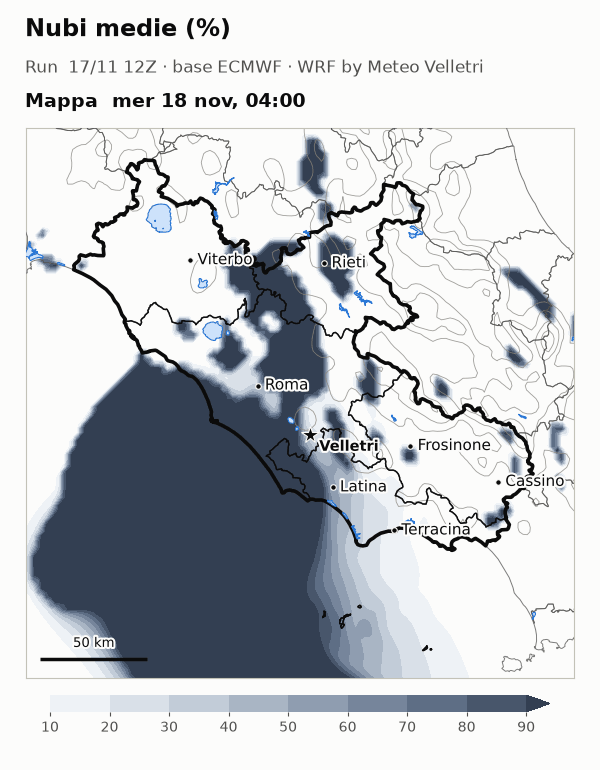 Nubi medie (%)
Run  17/11 12Z · base ECMWF · WRF by Meteo Velletri
Mappa  mer 18 nov, 04:00
Viterbo
Rieti
Roma
Velletri
Frosinone
Cassino
Latina
Terracina
50 km
10 20 30 40 50 60 70 80 90